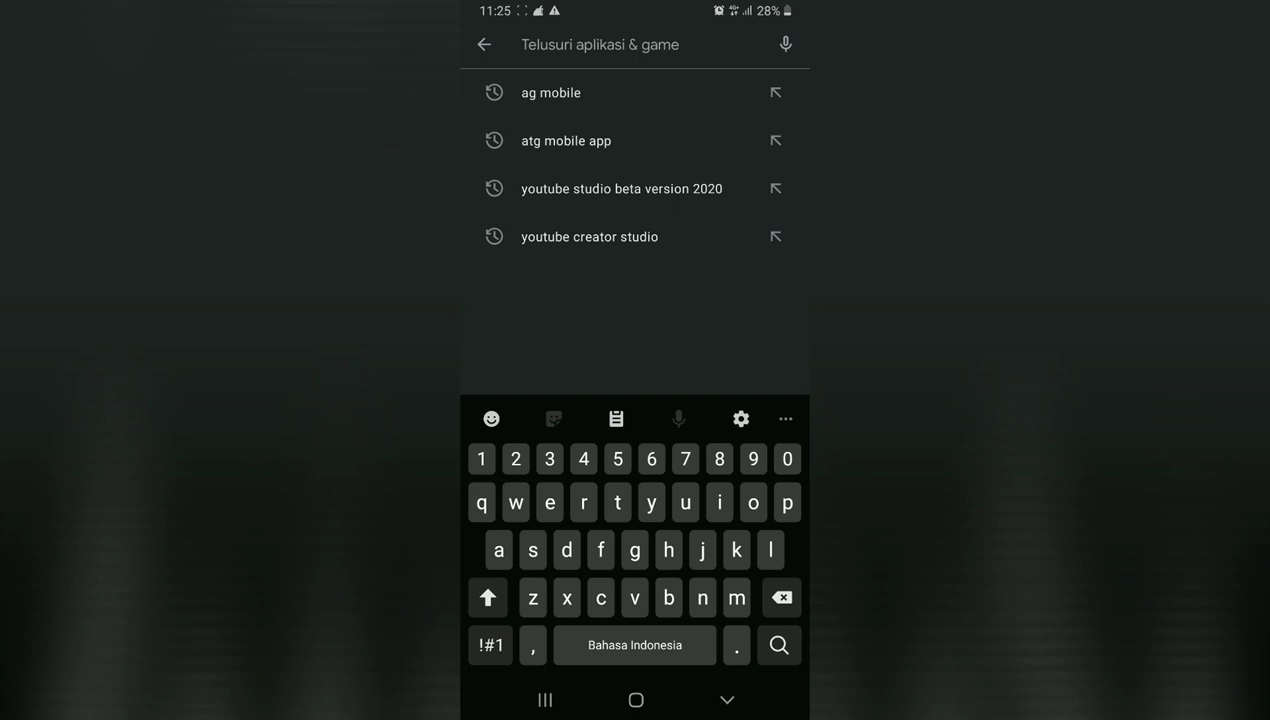 11:25 4G+ 28%
Telusuri aplikasi & game
ag mobile
atg mobile app
youtube studio beta version 2020
youtube creator studio
1 2 3 4 5 6 7 8 9 0
q w e r t y u i o p
a s d f g h j k l
z x c v b n m
!#1 , Bahasa Indonesia .